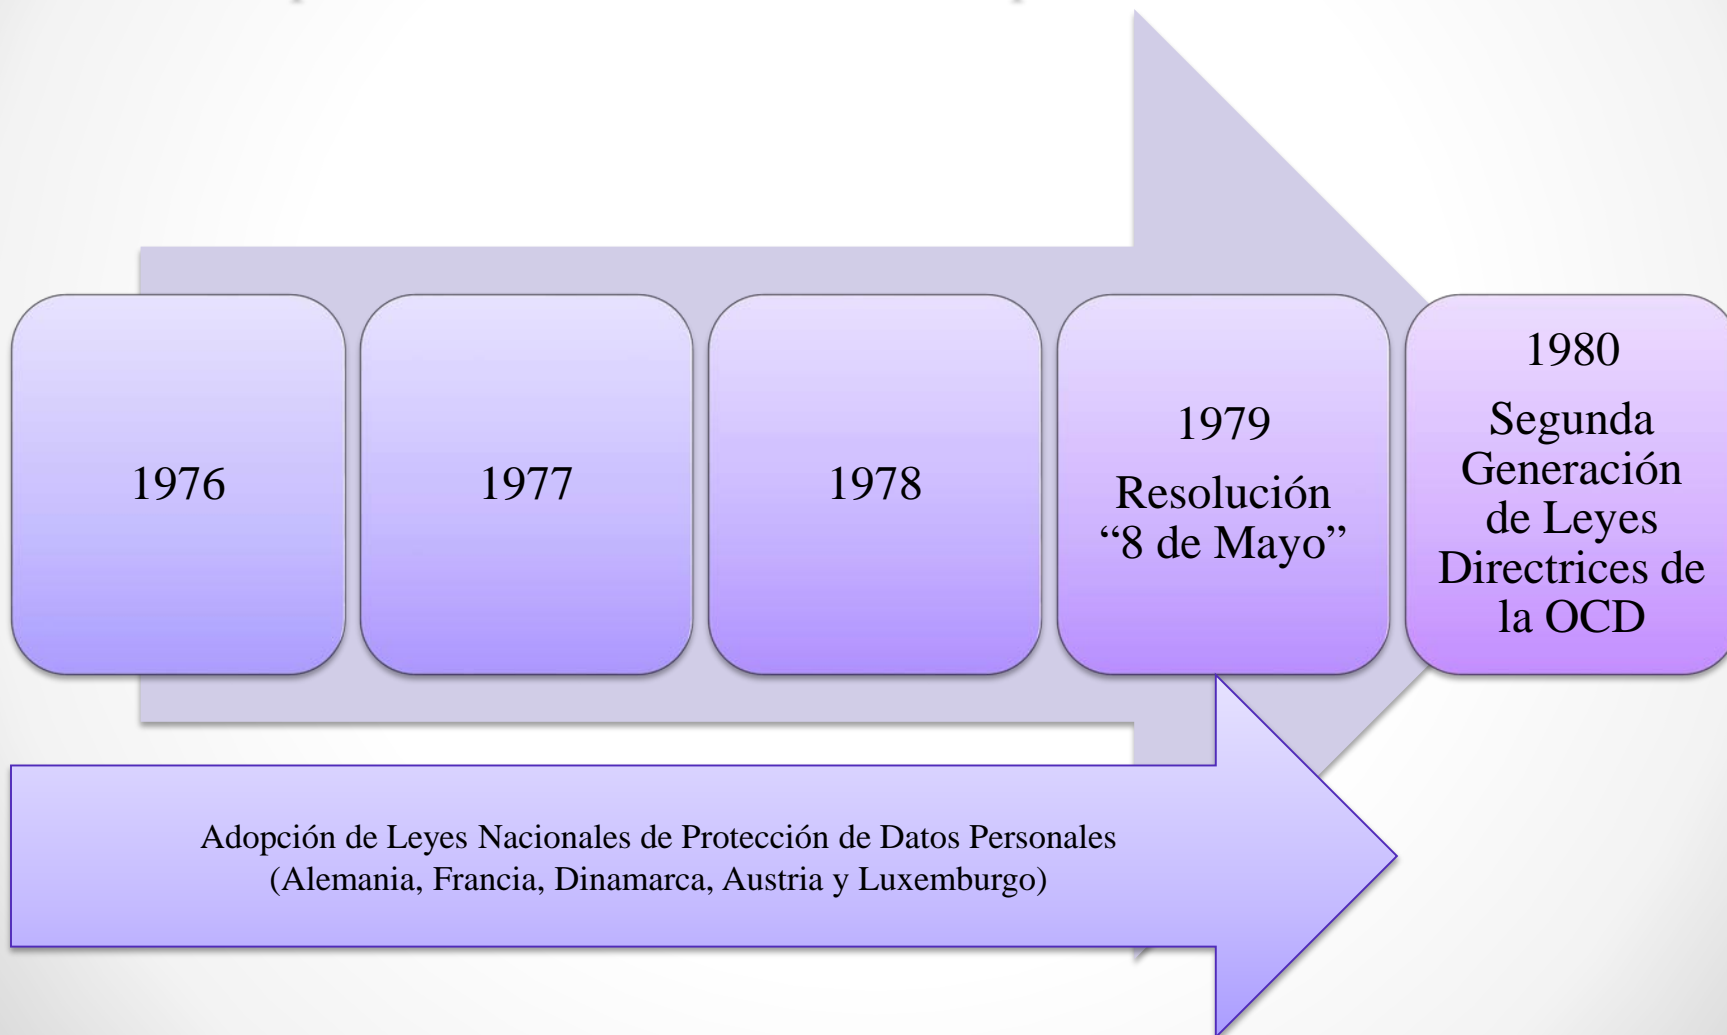 1976
1977
1978
1979
Resolución
“8 de Mayo”
1980
Segunda
Generación
de Leyes
Directrices de
la OCD
Adopción de Leyes Nacionales de Protección de Datos Personales
(Alemania, Francia, Dinamarca, Austria y Luxemburgo)